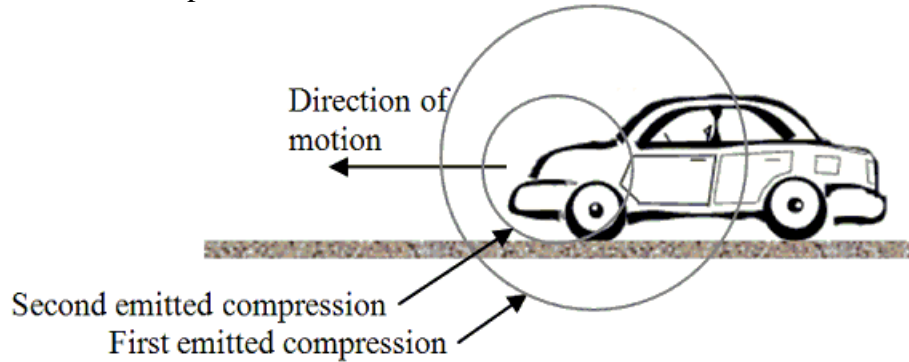 Direction of
motion
Second emitted compression
First emitted compression